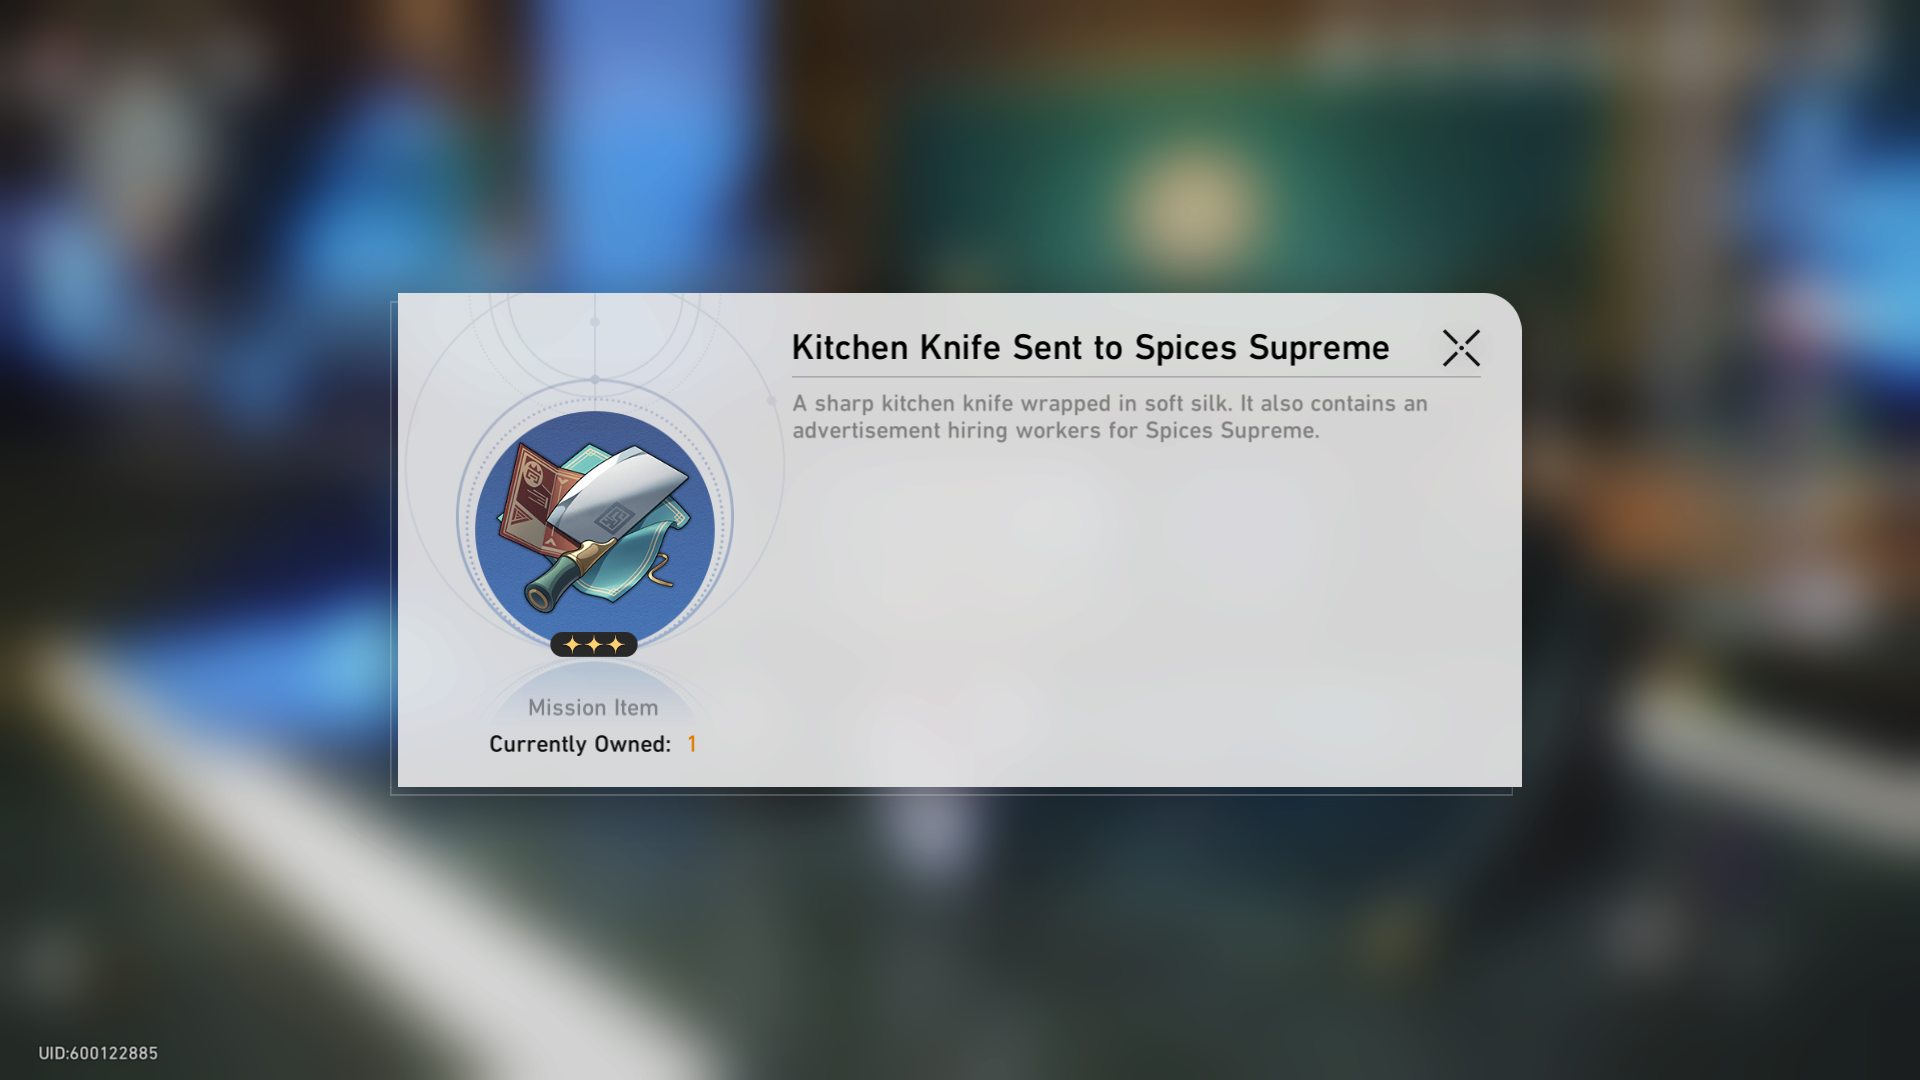 Kitchen Knife Sent to Spices Supreme
A sharp kitchen knife wrapped in soft silk. It also contains an
advertisement hiring workers for Spices Supreme.
Mission Item
Currently Owned: 1
UID:600122885